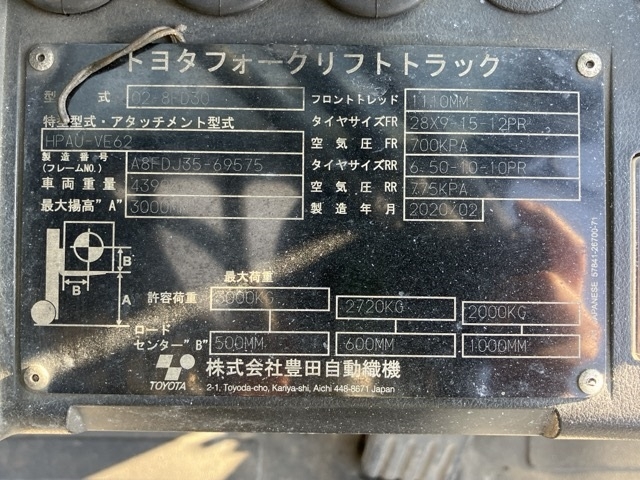 トヨタフォークリフトトラック
型式 02-8FD30 フロントトレッド 1110MM
特殊型式・アタッチメント型式 タイヤサイズFR 28X9-15-12PR
HPAU-VE62 空気圧 FR 700KPA
製造番号 (フレームNO.) A8FDJ35-69575 タイヤサイズRR 6.50-10-10PR
車両重量 空気圧 RR 775KPA
最大揚高"A" 3000MM 製造年月 2020/02
B
B
A
最大荷重
許容荷重 3000KG 2720KG 2000KG
ロードセンター"B" 500MM 600MM 1000MM
TOYOTA 株式会社豊田自動織機
2-1, Toyoda-cho, Kariya-shi, Aichi 448-8671 Japan
JAPANESE 57841-26700-71